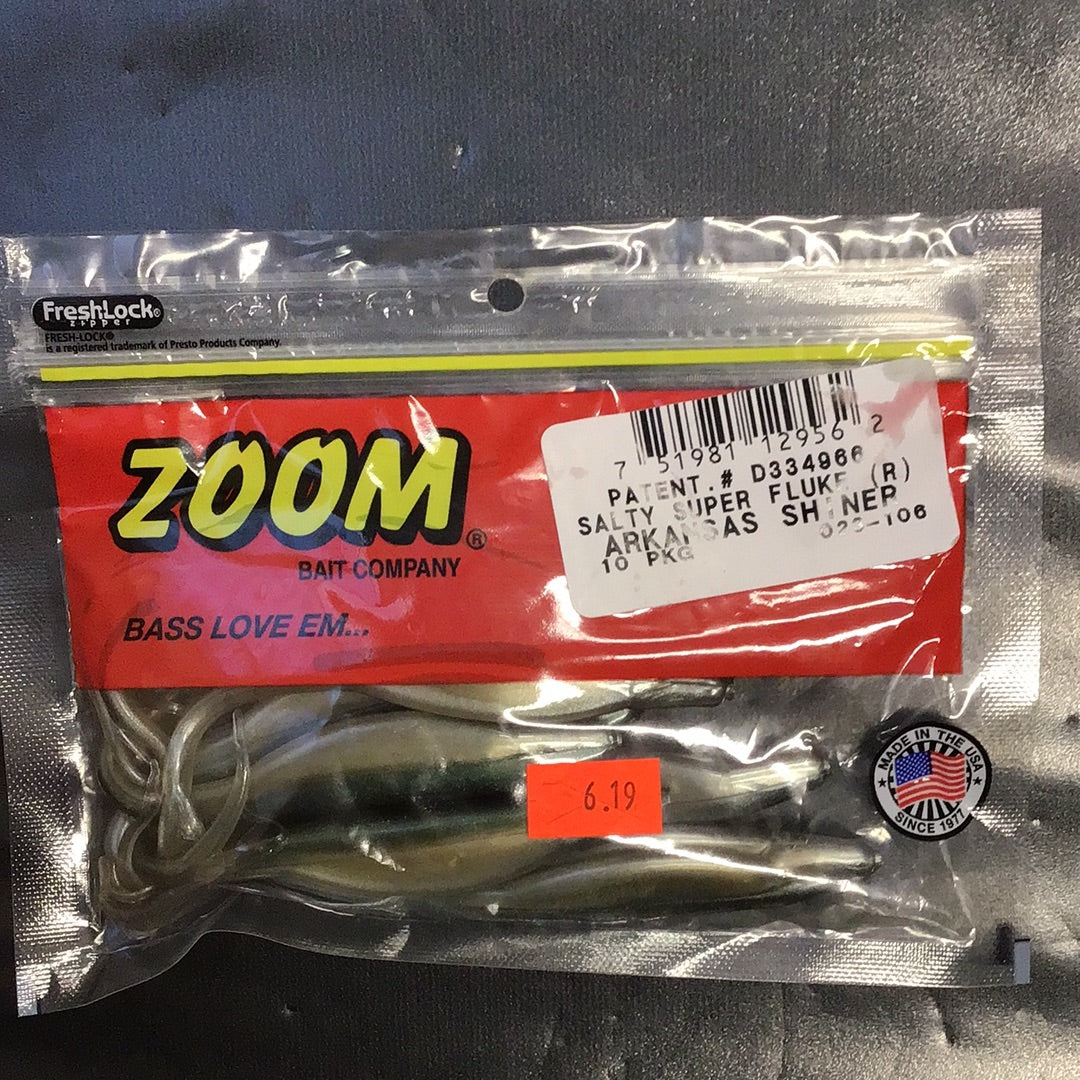 FreshLock®
zipper
FRESH-LOCK®
is a registered trademark of Presto Products Company.
ZOOM®
BAIT COMPANY
BASS LOVE EM...
7 51981 12956 2
PATENT.# D334966
SALTY SUPER FLUKE (R)
ARKANSAS SHINER
10 PKG 023-106
6.19
MADE IN THE USA
SINCE 1977